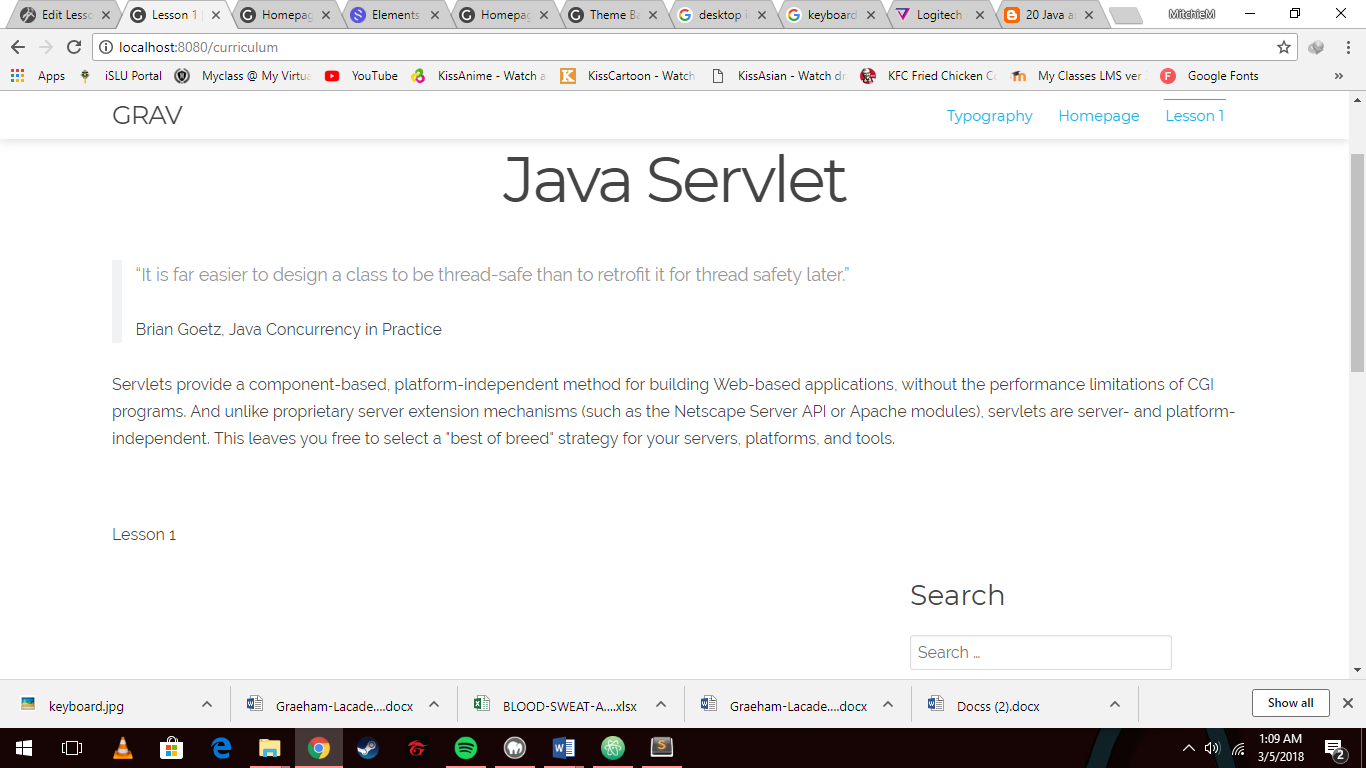 Edit Lesso
Lesson 1
Homepag
Elements
Homepag
Theme Ba
desktop i
keyboard
Logitech
20 Java a
MitchieM
localhost:8080/curriculum
Apps
iSLU Portal
Myclass @ My Virtu
YouTube
KissAnime - Watch a
KissCartoon - Watch
KissAsian - Watch dr
KFC Fried Chicken Co
My Classes LMS ver
Google Fonts
»
GRAV
Typography
Homepage
Lesson 1
Java Servlet
“It is far easier to design a class to be thread-safe than to retrofit it for thread safety later.”
Brian Goetz, Java Concurrency in Practice
Servlets provide a component-based, platform-independent method for building Web-based applications, without the performance limitations of CGI
programs. And unlike proprietary server extension mechanisms (such as the Netscape Server API or Apache modules), servlets are server- and platform-
independent. This leaves you free to select a "best of breed" strategy for your servers, platforms, and tools.
Lesson 1
Search
Search …
keyboard.jpg
Graeham-Lacade....docx
BLOOD-SWEAT-A....xlsx
Graeham-Lacade....docx
Docss (2).docx
Show all
1:09 AM
3/5/2018
2